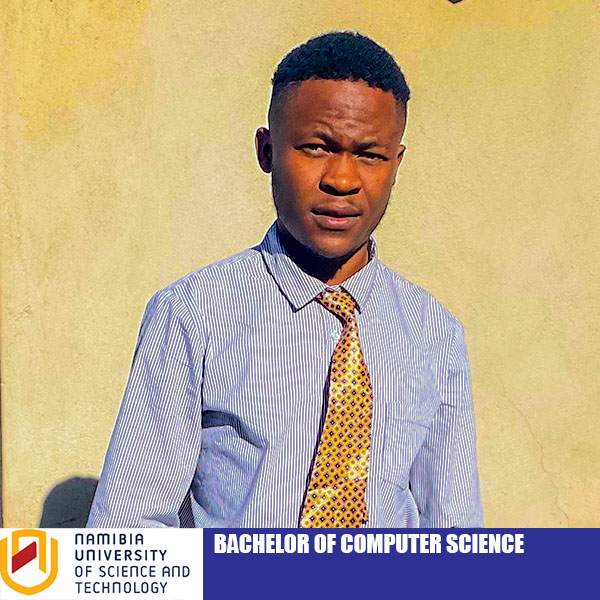 NAMIBIA
UNIVERSITY
OF SCIENCE AND
TECHNOLOGY
BACHELOR OF COMPUTER SCIENCE